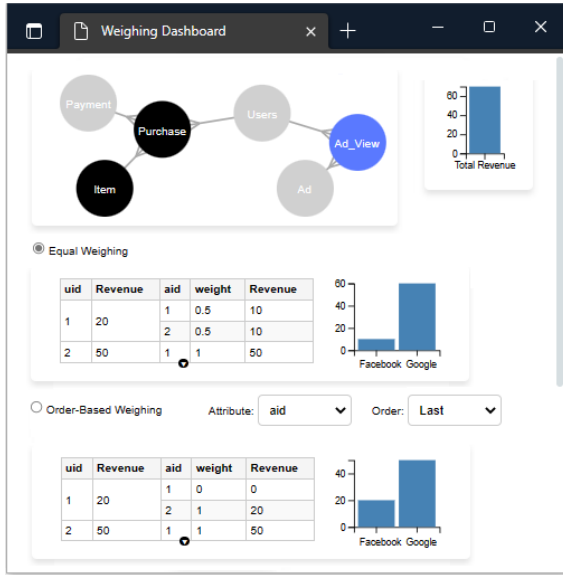 Weighing Dashboard
Payment
Purchase
Users
Ad_View
Item
Ad
60
40
20
0
Total Revenue
Equal Weighing
uid Revenue aid weight Revenue
1 20 1 0.5 10
2 0.5 10
2 50 1 1 50
60
40
20
0
Facebook Google
Order-Based Weighing Attribute: aid Order: Last
uid Revenue aid weight Revenue
1 20 1 0 0
2 1 20
2 50 1 1 50
40
20
0
Facebook Google